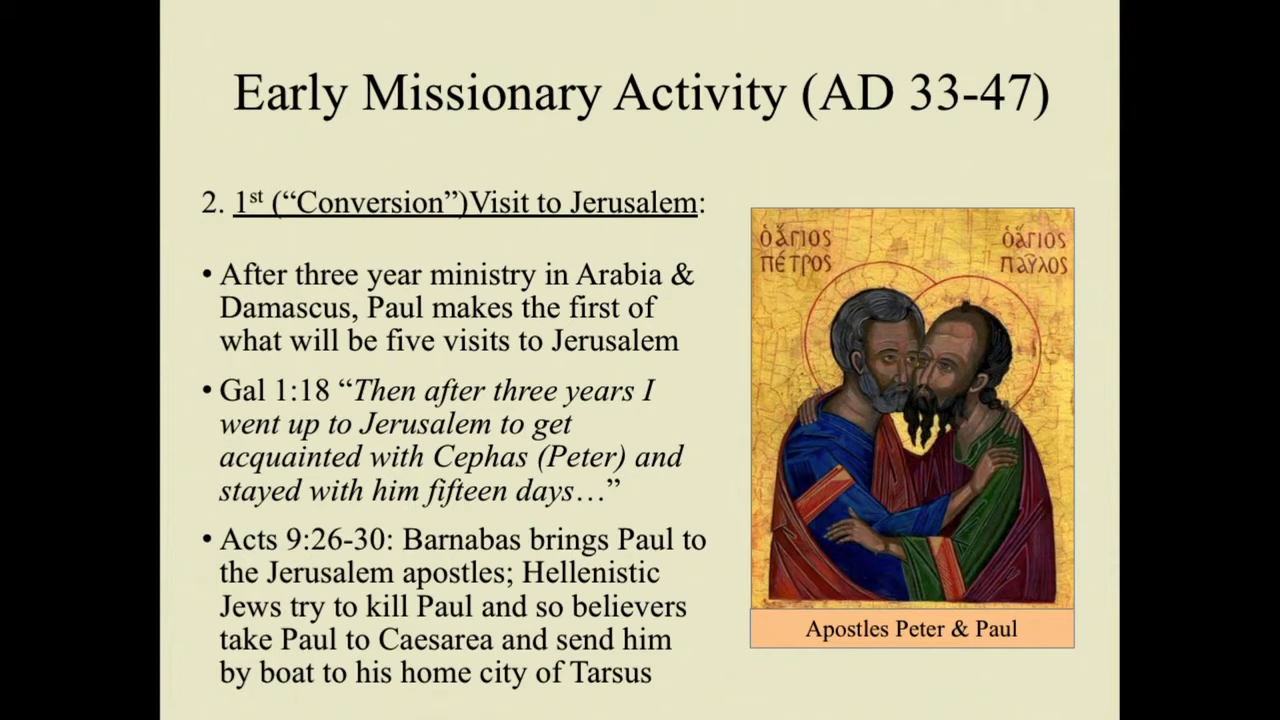 Early Missionary Activity (AD 33-47)
2. 1st (“Conversion”)Visit to Jerusalem:
• After three year ministry in Arabia &
Damascus, Paul makes the first of
what will be five visits to Jerusalem
• Gal 1:18 “Then after three years I
went up to Jerusalem to get
acquainted with Cephas (Peter) and
stayed with him fifteen days…”
• Acts 9:26-30: Barnabas brings Paul to
the Jerusalem apostles; Hellenistic
Jews try to kill Paul and so believers
take Paul to Caesarea and send him
by boat to his home city of Tarsus
ὁ ἅγιος
πέτρος
ὁ ἅγιος
παῦλος
Apostles Peter & Paul